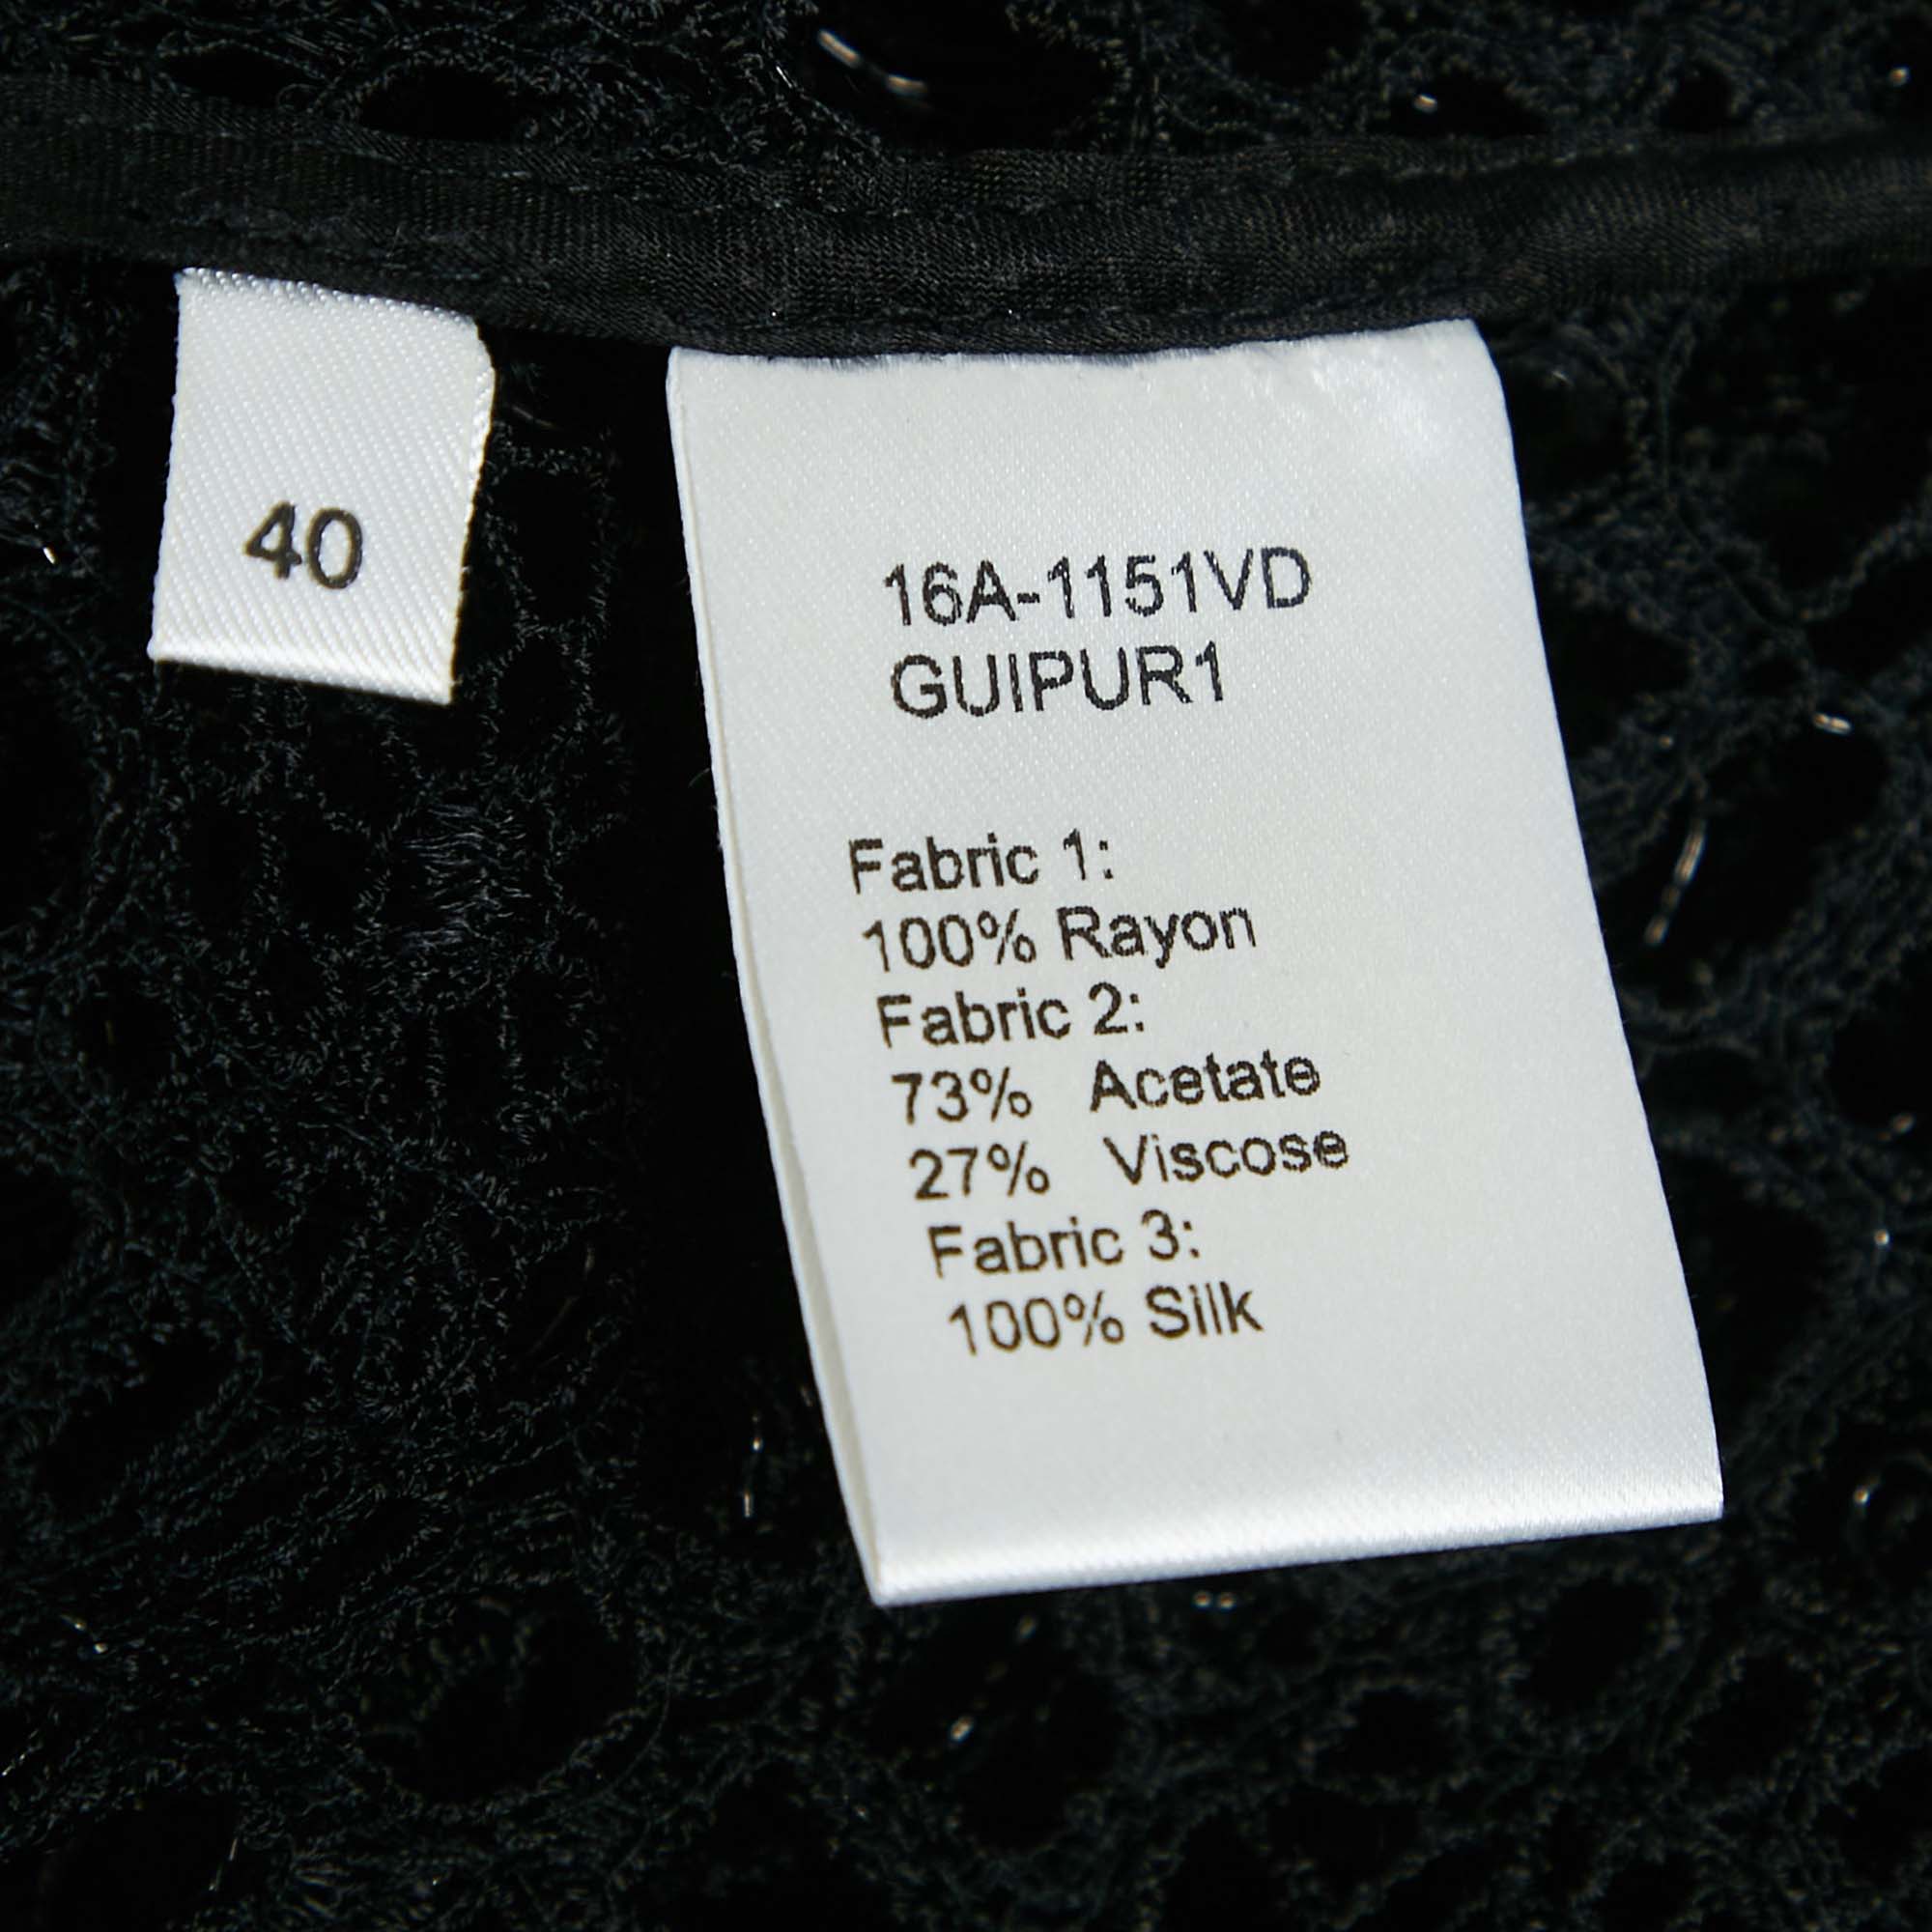 40
16A-1151VD
GUIPUR1
Fabric 1:
100% Rayon
Fabric 2:
73% Acetate
27% Viscose
Fabric 3:
100% Silk